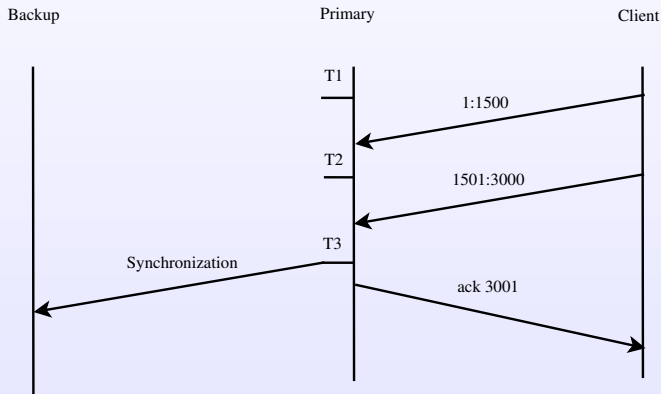 Backup
Primary
Client
T1
1:1500
T2
1501:3000
T3
Synchronization
ack 3001